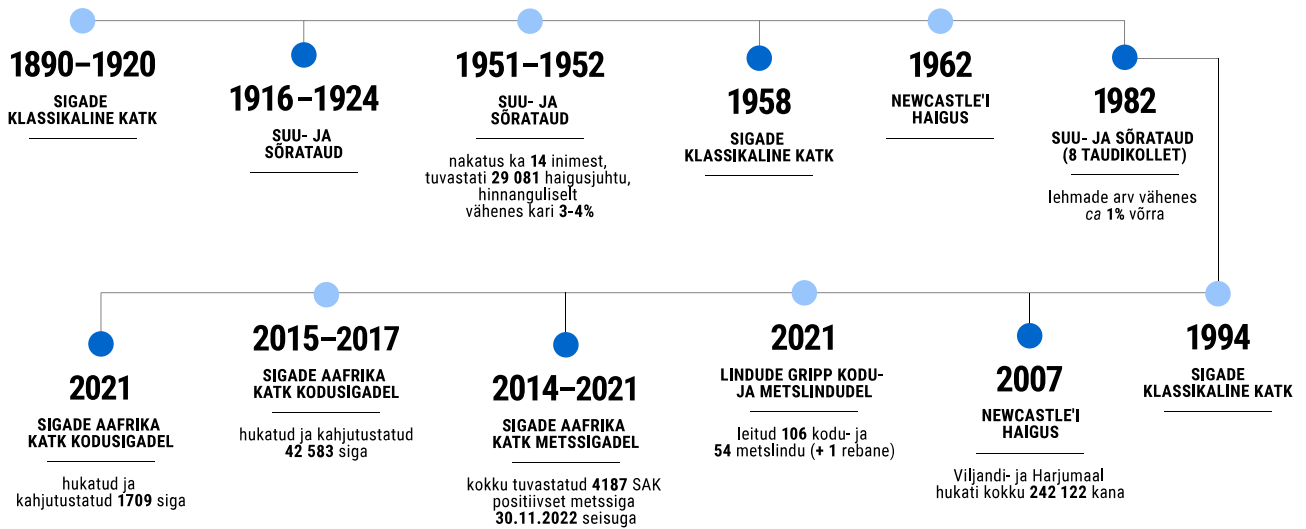 1890–1920
SIGADE
KLASSIKALINE KATK
1916–1924
SUU- JA
SÕRATAUD
1951–1952
SUU- JA
SÕRATAUD
nakatus ka 14 inimest,
tuvastati 29 081 haigusjuhtu,
hinnanguliselt
vähenes kari 3-4%
1958
SIGADE
KLASSIKALINE KATK
1962
NEWCASTLE'I
HAIGUS
1982
SUU- JA SÕRATAUD
(8 TAUDIKOLLET)
lehmade arv vähenes
ca 1% võrra
2021
SIGADE AAFRIKA
KATK KODUSIGADEL
hukatud ja
kahjutustatud 1709 siga
2015–2017
SIGADE AAFRIKA
KATK KODUSIGADEL
hukatud ja kahjutustatud
42 583 siga
2014–2021
SIGADE AAFRIKA
KATK METSSIGADEL
kokku tuvastatud 4187 SAK
positiivset metssiga
30.11.2022 seisuga
2021
LINDUDE GRIPP KODU-
JA METSLINDUDEL
leitud 106 kodu- ja
54 metslindu (+ 1 rebane)
2007
NEWCASTLE'I
HAIGUS
Viljandi- ja Harjumaal
hukati kokku 242 122 kana
1994
SIGADE
KLASSIKALINE KATK